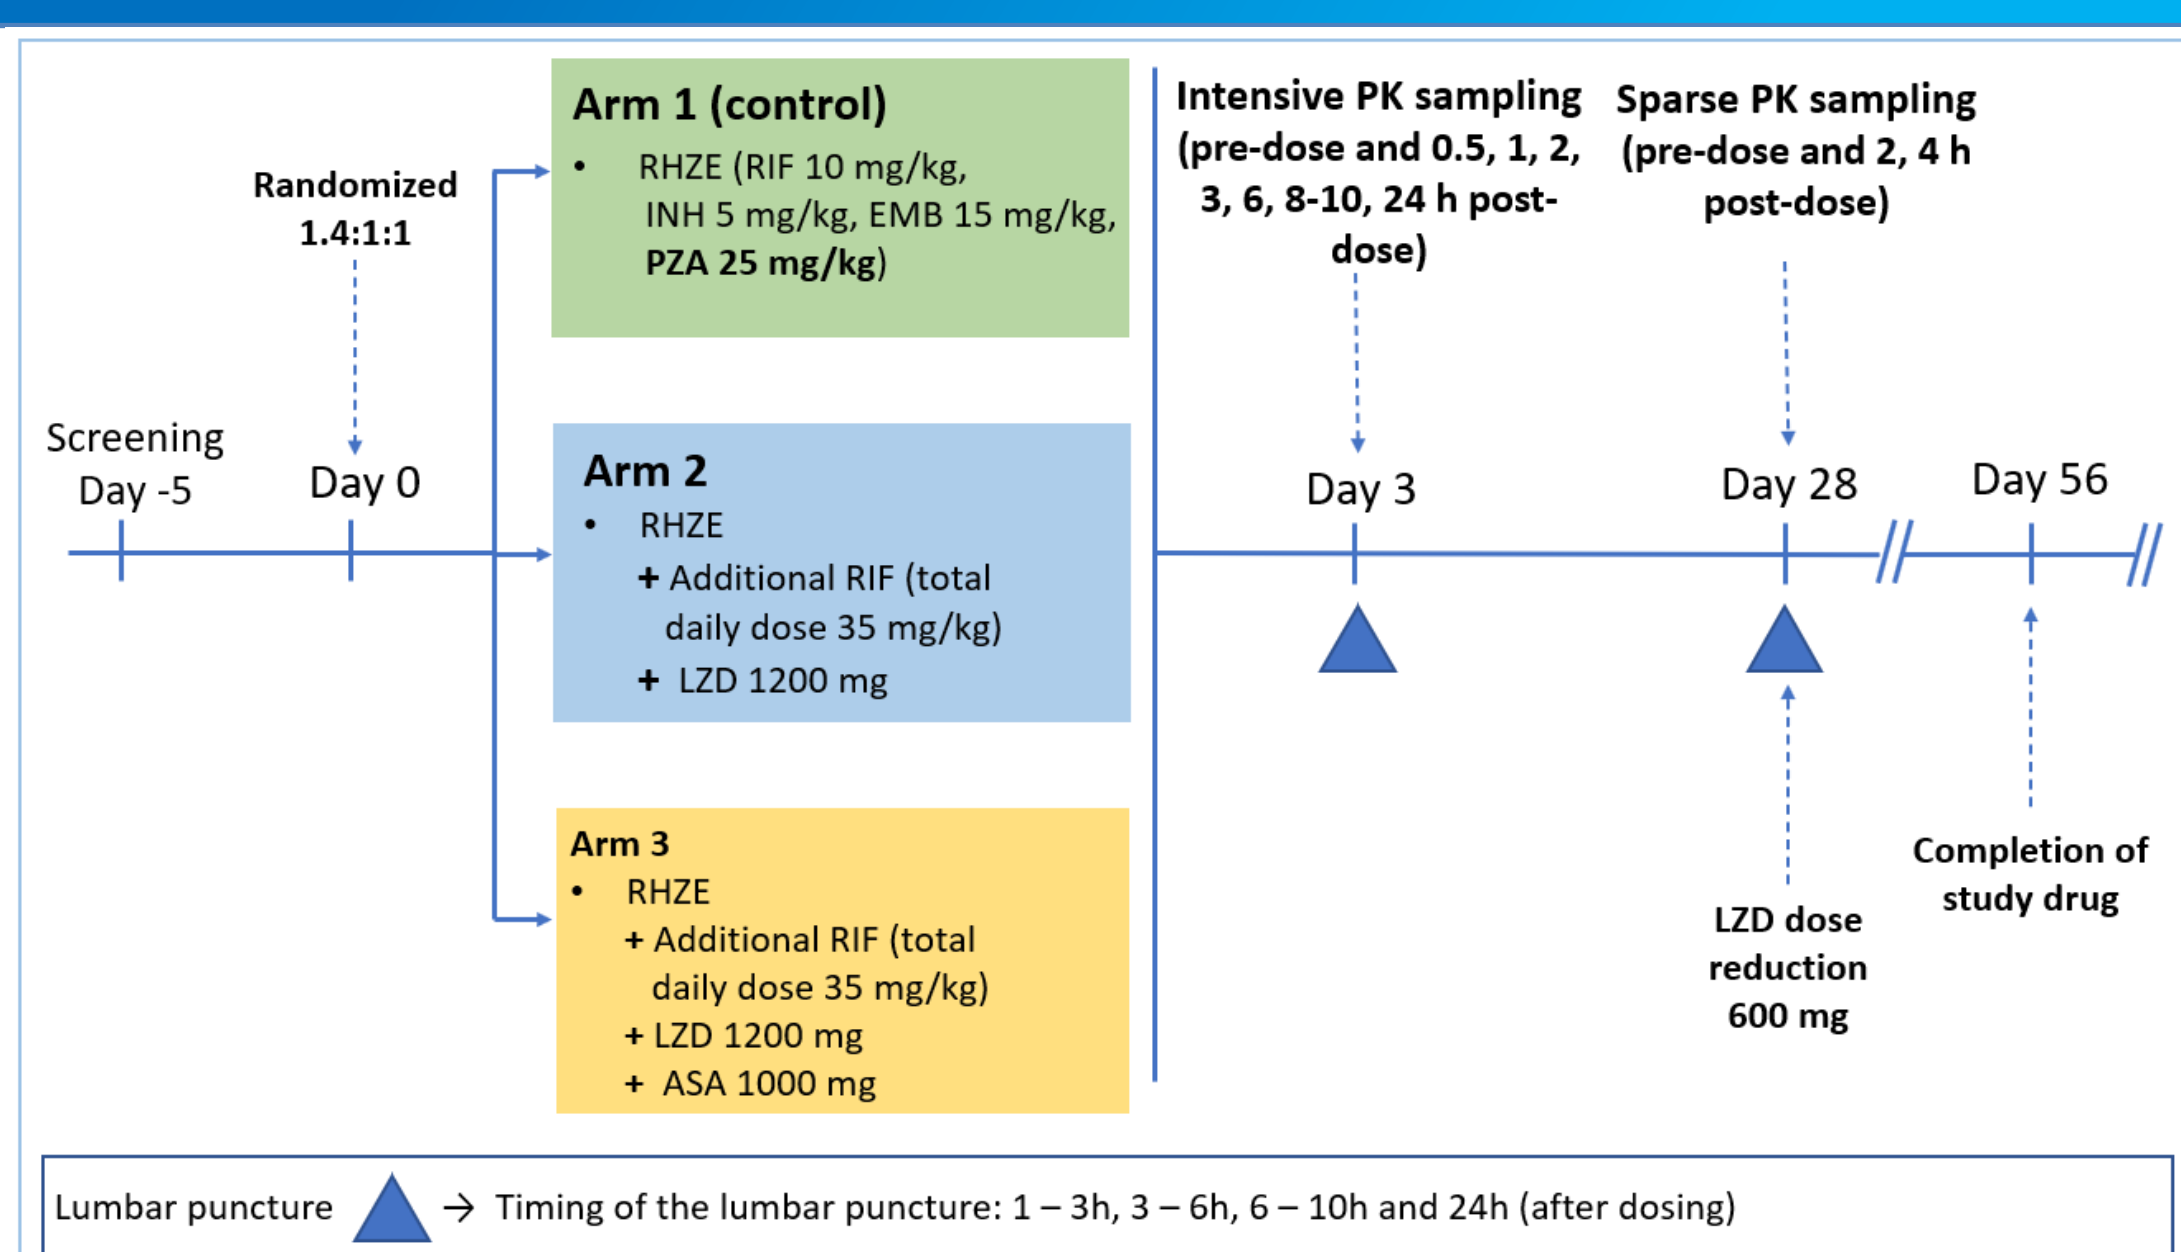 Randomized
1.4:1:1
Screening
Day -5
Day 0
Arm 1 (control)
• RHZE (RIF 10 mg/kg,
INH 5 mg/kg, EMB 15 mg/kg,
PZA 25 mg/kg)
Arm 2
• RHZE
+ Additional RIF (total
daily dose 35 mg/kg)
+ LZD 1200 mg
Arm 3
• RHZE
+ Additional RIF (total
daily dose 35 mg/kg)
+ LZD 1200 mg
+ ASA 1000 mg
Intensive PK sampling
(pre-dose and 0.5, 1, 2,
3, 6, 8-10, 24 h post-
dose)
Sparse PK sampling
(pre-dose and 2, 4 h
post-dose)
Day 3
Day 28
Day 56
LZD dose
reduction
600 mg
Completion of
study drug
Lumbar puncture → Timing of the lumbar puncture: 1 – 3h, 3 – 6h, 6 – 10h and 24h (after dosing)